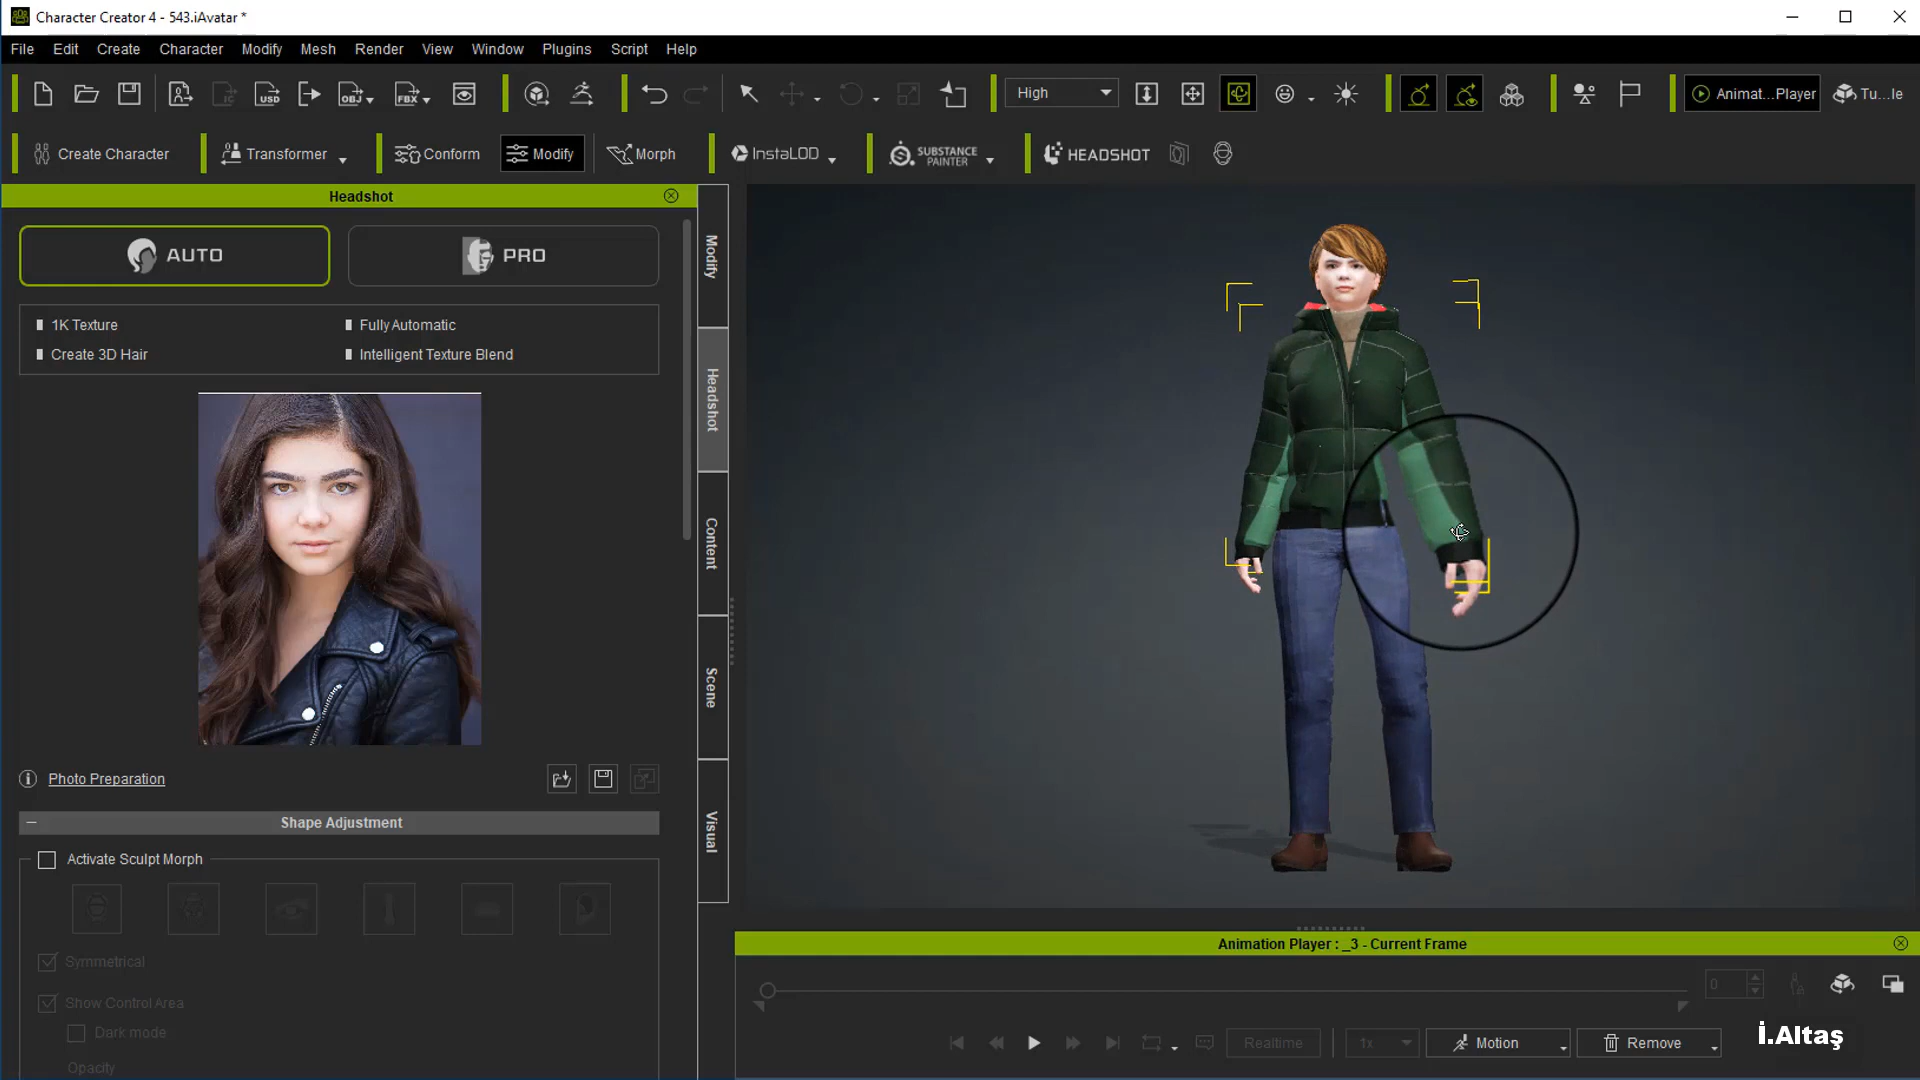 Character Creator 4 - 543.iAvatar *
File Edit Create Character Modify Mesh Render View Window Plugins Script Help
USD OBJ FBX High Animat...Player Tu...le
Create Character Transformer Conform Modify Morph InstaLOD SUBSTANCE PAINTER HEADSHOT
Headshot
AUTO PRO
1K Texture Fully Automatic
Create 3D Hair Intelligent Texture Blend
Photo Preparation
Shape Adjustment
Activate Sculpt Morph
Symmetrical
Show Control Area
Dark mode
Opacity
Modify
Headshot
Content
Scene
Visual
Animation Player : _3 - Current Frame
0
Realtime 1x Motion Remove
İ.Altaş